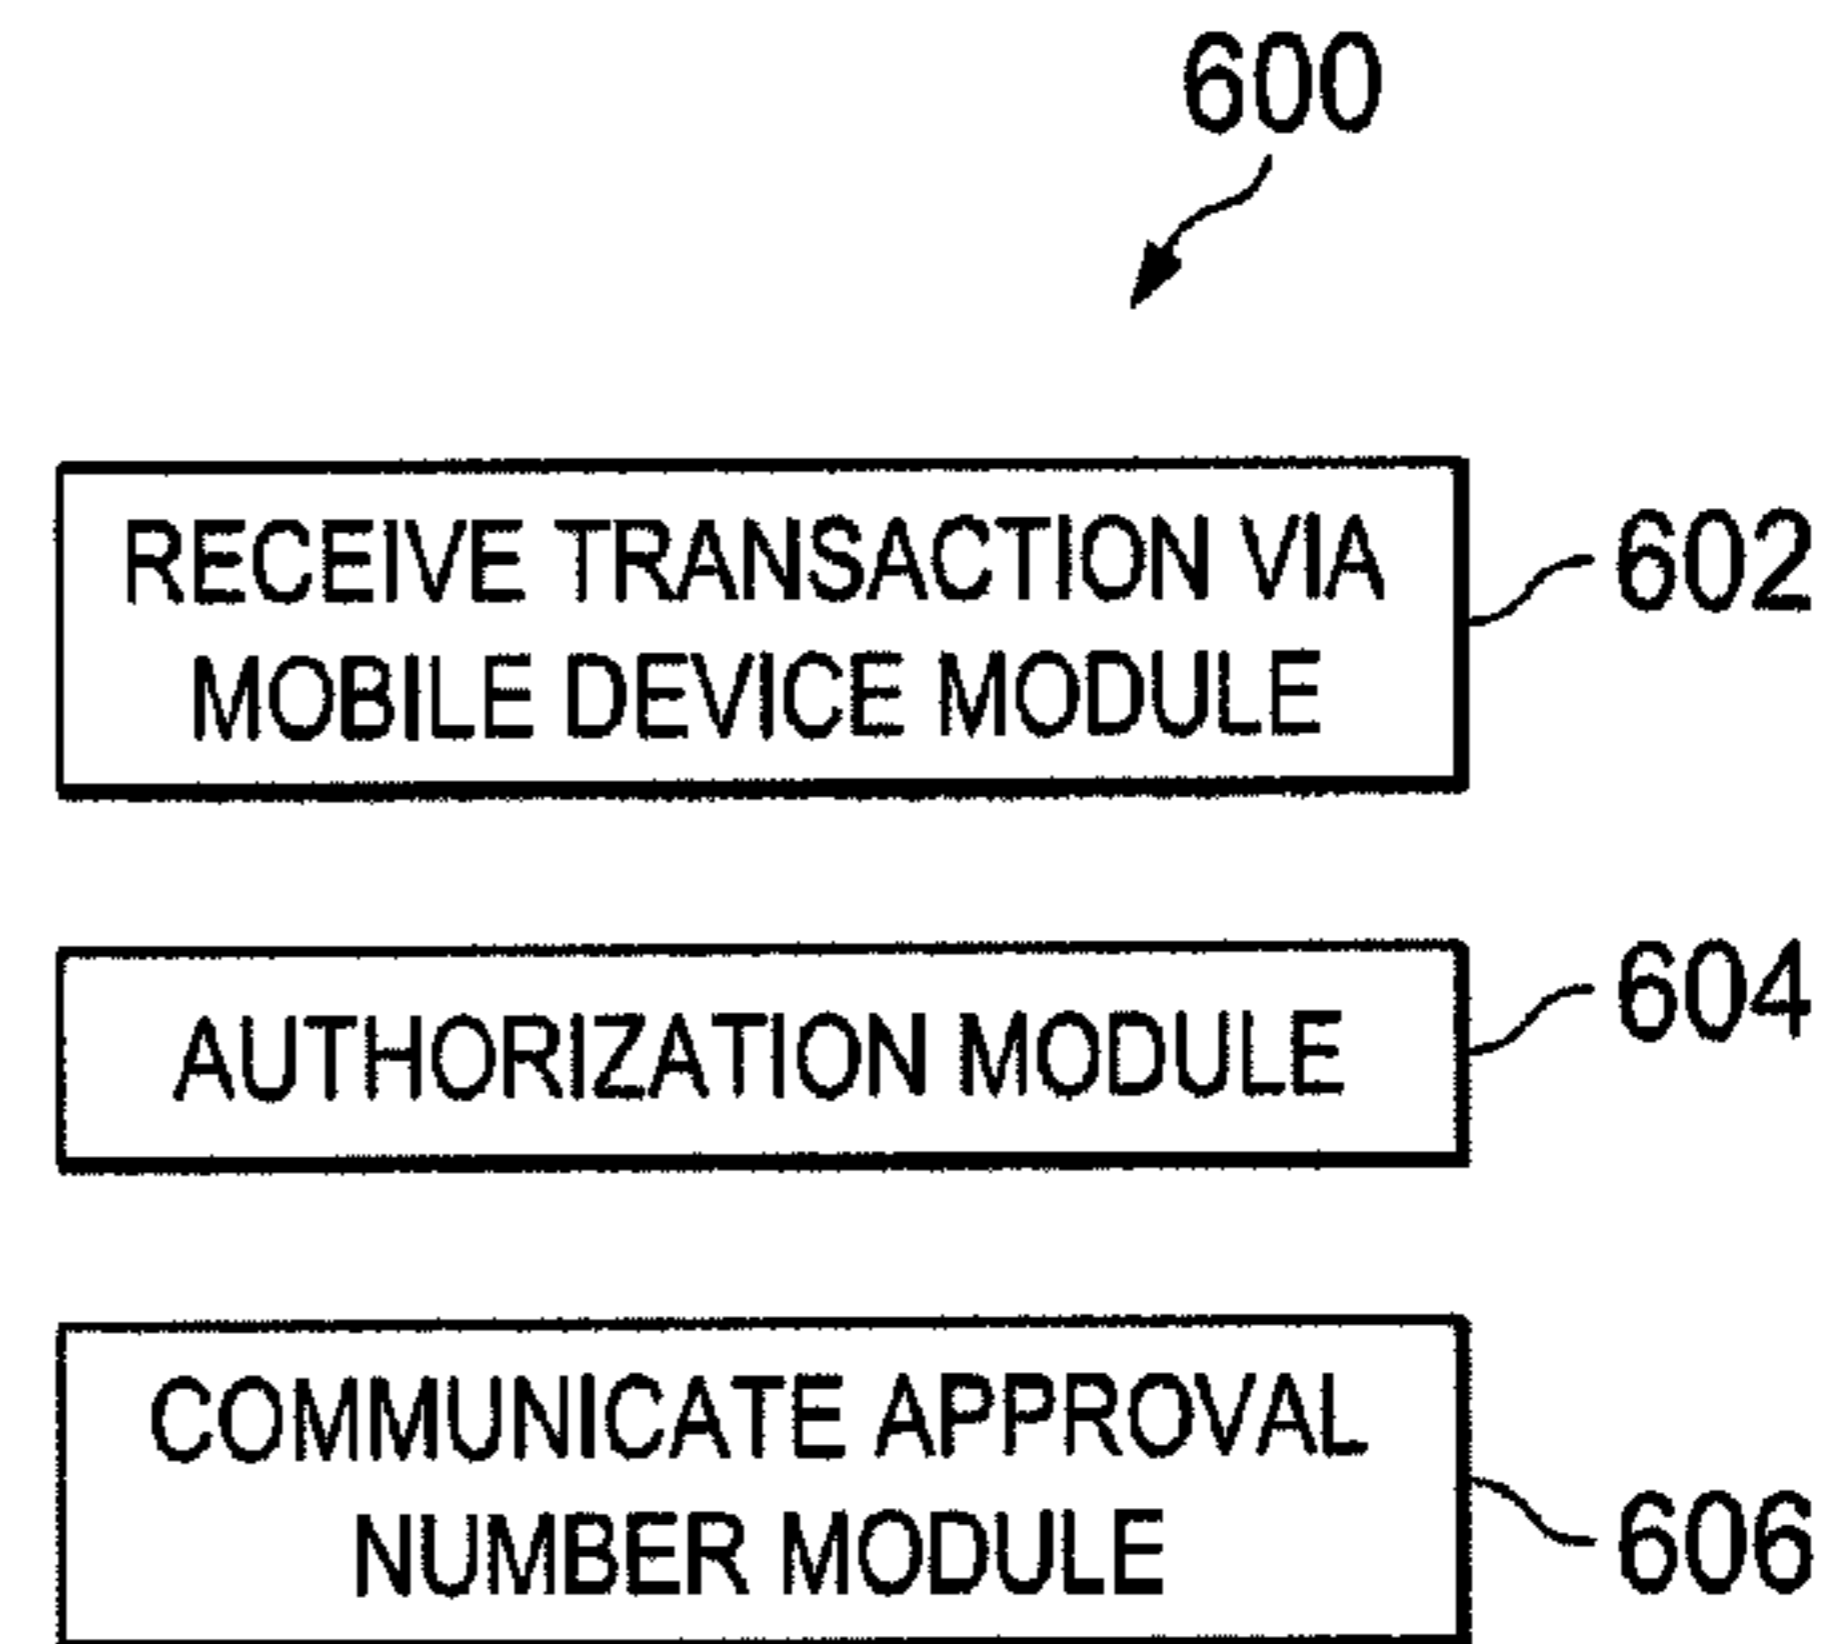 600
RECEIVE TRANSACTION VIA
MOBILE DEVICE MODULE
602
AUTHORIZATION MODULE
604
COMMUNICATE APPROVAL
NUMBER MODULE
606